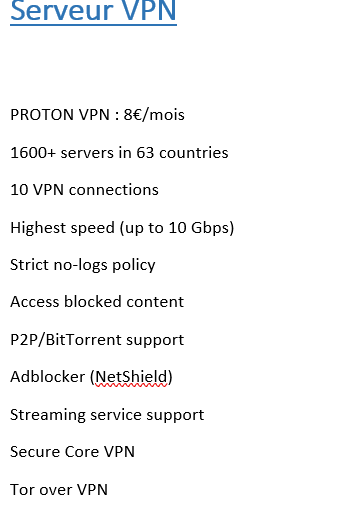 Serveur VPN
PROTON VPN : 8€/mois
1600+ servers in 63 countries
10 VPN connections
Highest speed (up to 10 Gbps)
Strict no-logs policy
Access blocked content
P2P/BitTorrent support
Adblocker (NetShield)
Streaming service support
Secure Core VPN
Tor over VPN